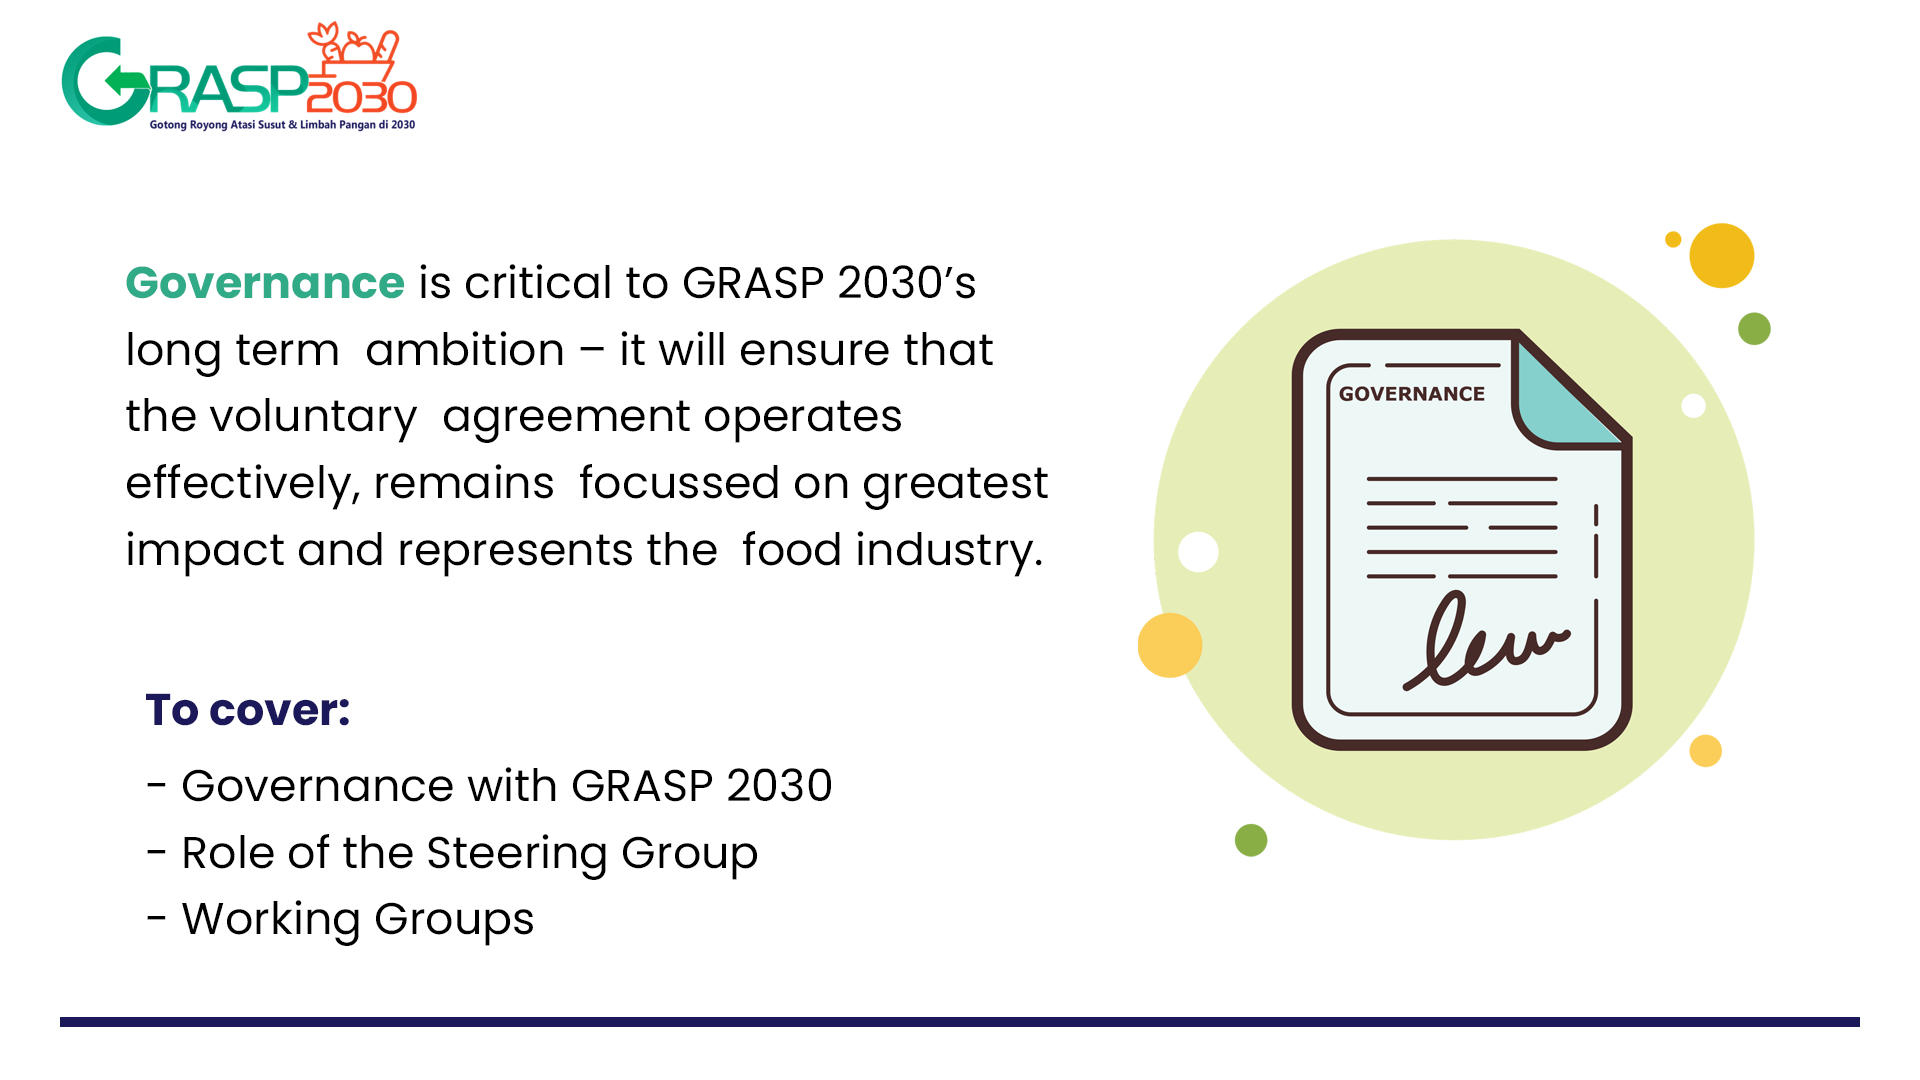 GRASP 2030
Gotong Royong Atasi Susut & Limbah Pangan di 2030
Governance is critical to GRASP 2030’s
long term  ambition – it will ensure that
the voluntary  agreement operates
effectively, remains  focussed on greatest
impact and represents the  food industry.
GOVERNANCE
To cover:
- Governance with GRASP 2030
- Role of the Steering Group
- Working Groups